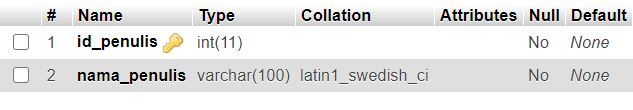 # Name Type Collation Attributes Null Default
1 id_penulis int(11) No None
2 nama_penulis varchar(100) latin1_swedish_ci No None